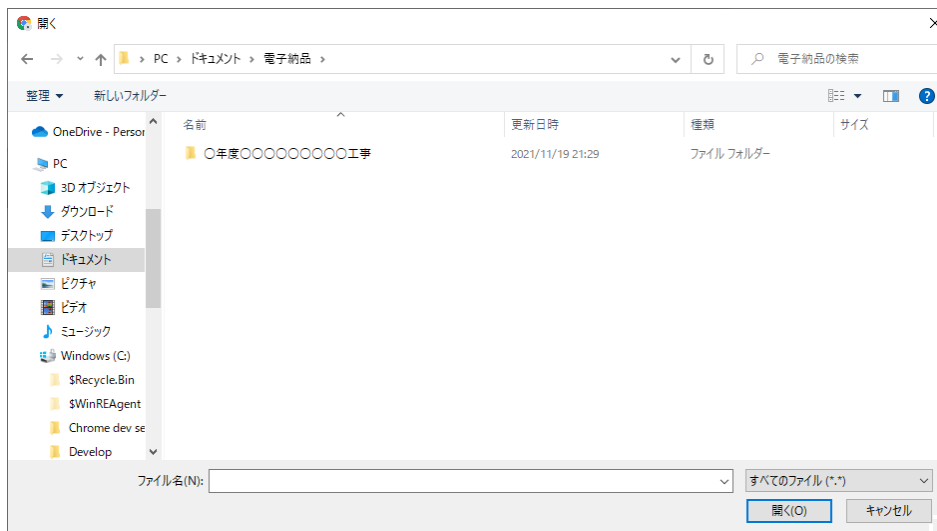 開く
PC › ドキュメント › 電子納品 ›
電子納品の検索
整理
新しいフォルダー
名前
更新日時
種類
サイズ
〇年度〇〇〇〇〇〇〇〇〇工事
2021/11/19 21:29
ファイル フォルダー
OneDrive - Person
PC
3D オブジェクト
ダウンロード
デスクトップ
ドキュメント
ピクチャ
ビデオ
ミュージック
Windows (C:)
$Recycle.Bin
$WinREAgent
Chrome dev se
Develop
ファイル名(N):
すべてのファイル (*.*)
開く(O)
キャンセル